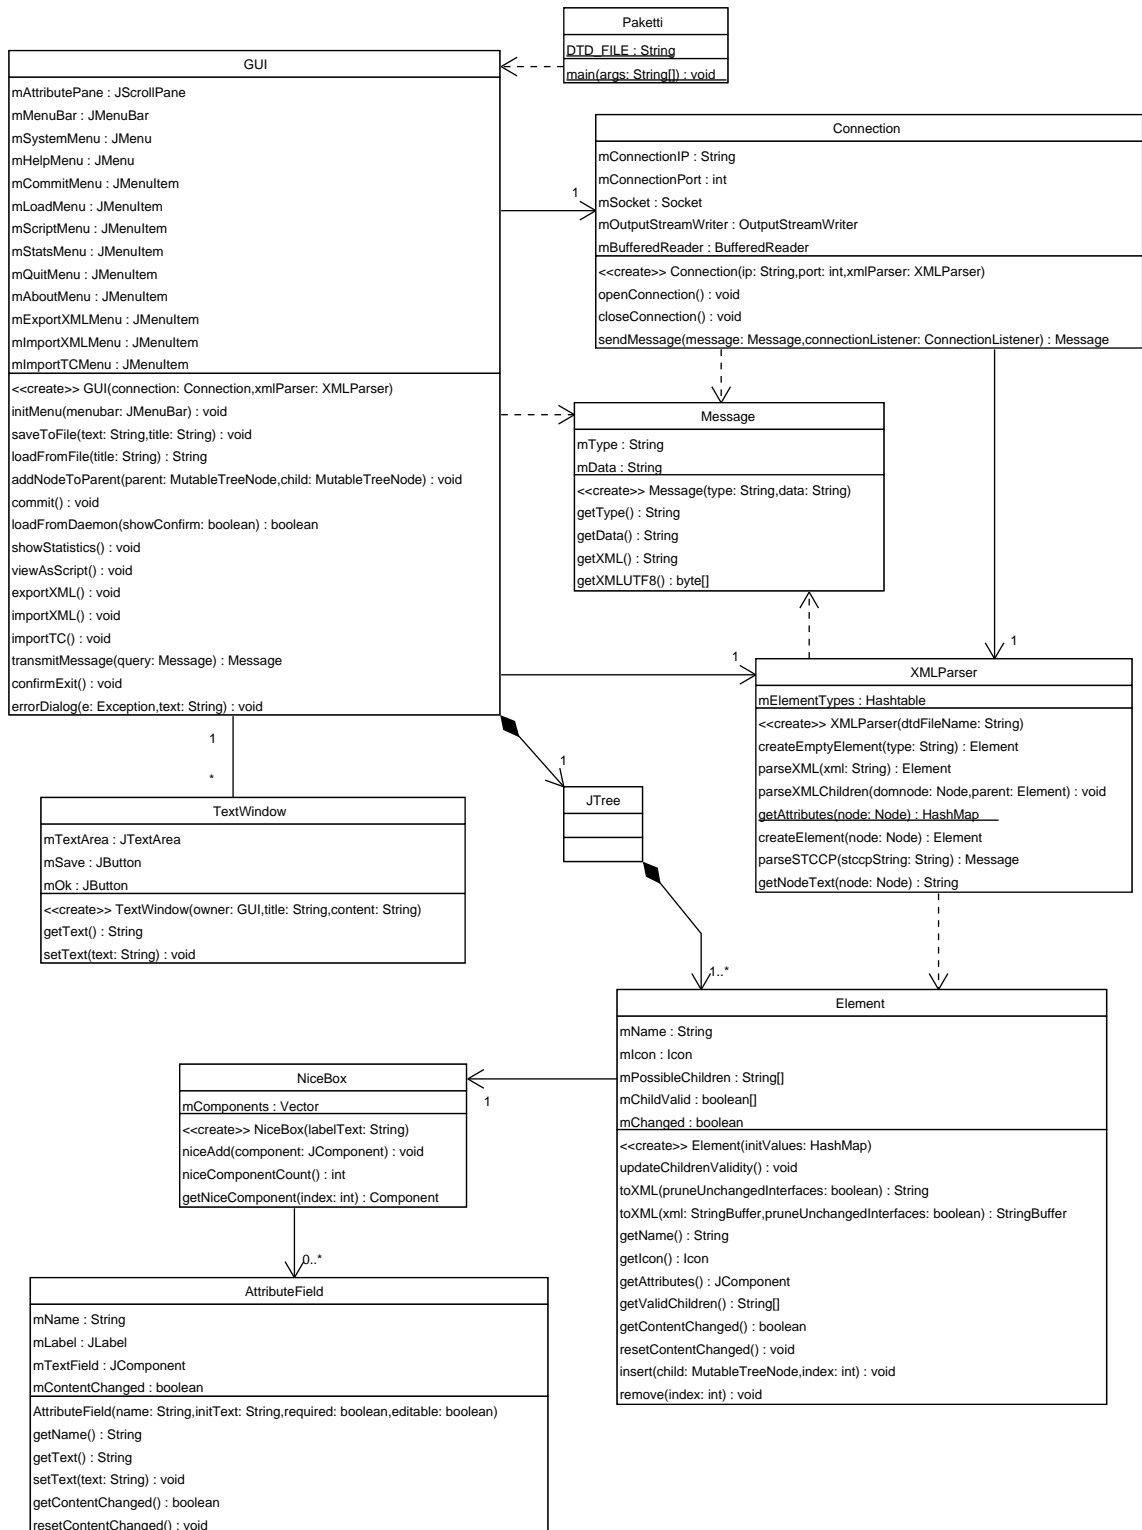 Paketti
DTD_FILE : String
main(args: String[]) : void
GUI
mAttributePane : JScrollPane
mMenuBar : JMenuBar
mSystemMenu : JMenu
mHelpMenu : JMenu
mCommitMenu : JMenuItem
mLoadMenu : JMenuItem
mScriptMenu : JMenuItem
mStatsMenu : JMenuItem
mQuitMenu : JMenuItem
mAboutMenu : JMenuItem
mExportXMLMenu : JMenuItem
mImportXMLMenu : JMenuItem
mImportTCMenu : JMenuItem
<<create>> GUI(connection: Connection,xmlParser: XMLParser)
initMenu(menubar: JMenuBar) : void
saveToFile(text: String,title: String) : void
loadFromFile(title: String) : String
addNodeToParent(parent: MutableTreeNode,child: MutableTreeNode) : void
commit() : void
loadFromDaemon(showConfirm: boolean) : boolean
showStatistics() : void
viewAsScript() : void
exportXML() : void
importXML() : void
importTC() : void
transmitMessage(query: Message) : Message
confirmExit() : void
errorDialog(e: Exception,text: String) : void
1
Connection
mConnectionIP : String
mConnectionPort : int
mSocket : Socket
mOutputStreamWriter : OutputStreamWriter
mBufferedReader : BufferedReader
<<create>> Connection(ip: String,port: int,xmlParser: XMLParser)
openConnection() : void
closeConnection() : void
sendMessage(message: Message,connectionListener: ConnectionListener) : Message
Message
mType : String
mData : String
<<create>> Message(type: String,data: String)
getType() : String
getData() : String
getXML() : String
getXMLUTF8() : byte[]
1
1
XMLParser
mElementTypes : Hashtable
<<create>> XMLParser(dtdFileName: String)
createEmptyElement(type: String) : Element
parseXML(xml: String) : Element
parseXMLChildren(domnode: Node,parent: Element) : void
getAttributes(node: Node) : HashMap
createElement(node: Node) : Element
parseSTCCP(stccpString: String) : Message
getNodeText(node: Node) : String
1
*
1
JTree
TextWindow
mTextArea : JTextArea
mSave : JButton
mOk : JButton
<<create>> TextWindow(owner: GUI,title: String,content: String)
getText() : String
setText(text: String) : void
1..*
Element
mName : String
mIcon : Icon
mPossibleChildren : String[]
mChildValid : boolean[]
mChanged : boolean
<<create>> Element(initValues: HashMap)
updateChildrenValidity() : void
toXML(pruneUnchangedInterfaces: boolean) : String
toXML(xml: StringBuffer,pruneUnchangedInterfaces: boolean) : StringBuffer
getName() : String
getIcon() : Icon
getAttributes() : JComponent
getValidChildren() : String[]
getContentChanged() : boolean
resetContentChanged() : void
insert(child: MutableTreeNode,index: int) : void
remove(index: int) : void
1
NiceBox
mComponents : Vector
<<create>> NiceBox(labelText: String)
niceAdd(component: JComponent) : void
niceComponentCount() : int
getNiceComponent(index: int) : Component
0..*
AttributeField
mName : String
mLabel : JLabel
mTextField : JComponent
mContentChanged : boolean
AttributeField(name: String,initText: String,required: boolean,editable: boolean)
getName() : String
getText() : String
setText(text: String) : void
getContentChanged() : boolean
resetContentChanged() : void